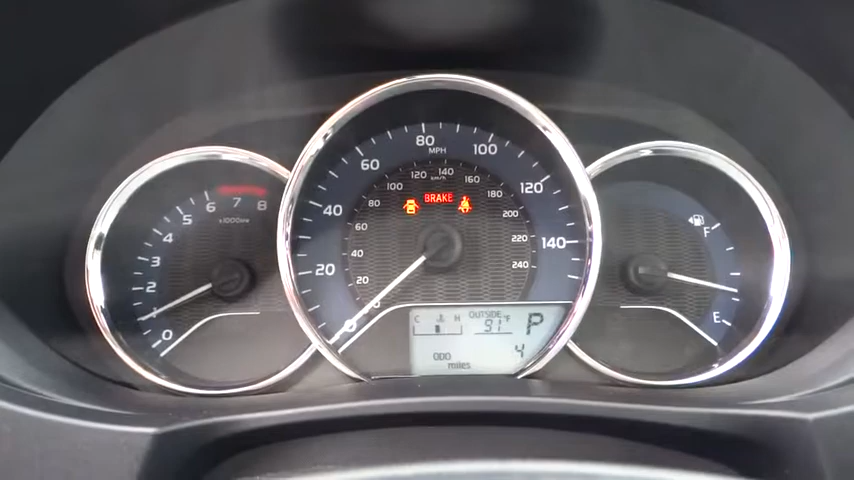 0
2
3
4
5
6
7
8
x1000r/min
0
20
40
60
80
100
120
140
MPH
km/h
20
40
60
80
100
120
140
160
180
200
220
240
BRAKE
C H
OUTSIDE
91°F
P
ODO 4
miles
F
E